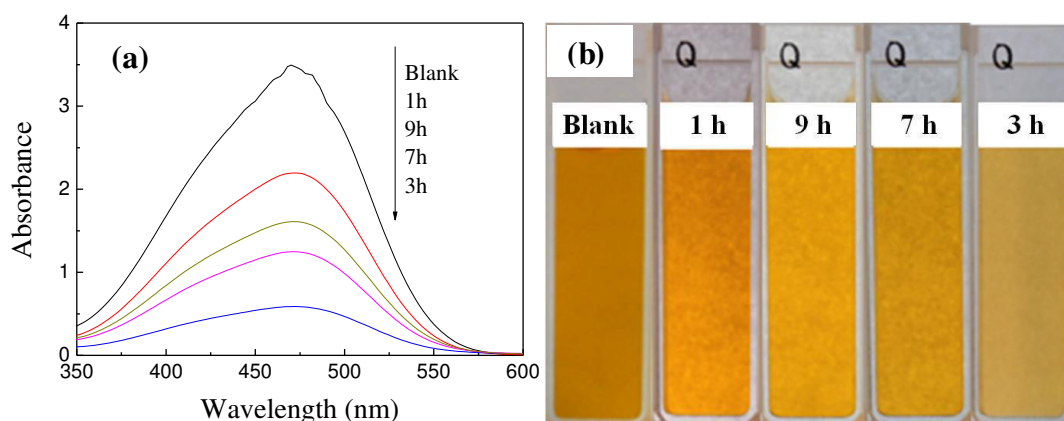 (a)
Blank
1h
9h
7h
3h
4
3
2
1
0
Absorbance
350 400 450 500 550 600
Wavelength (nm)
(b)
Q Q Q
Blank 1 h 9 h 7 h 3 h